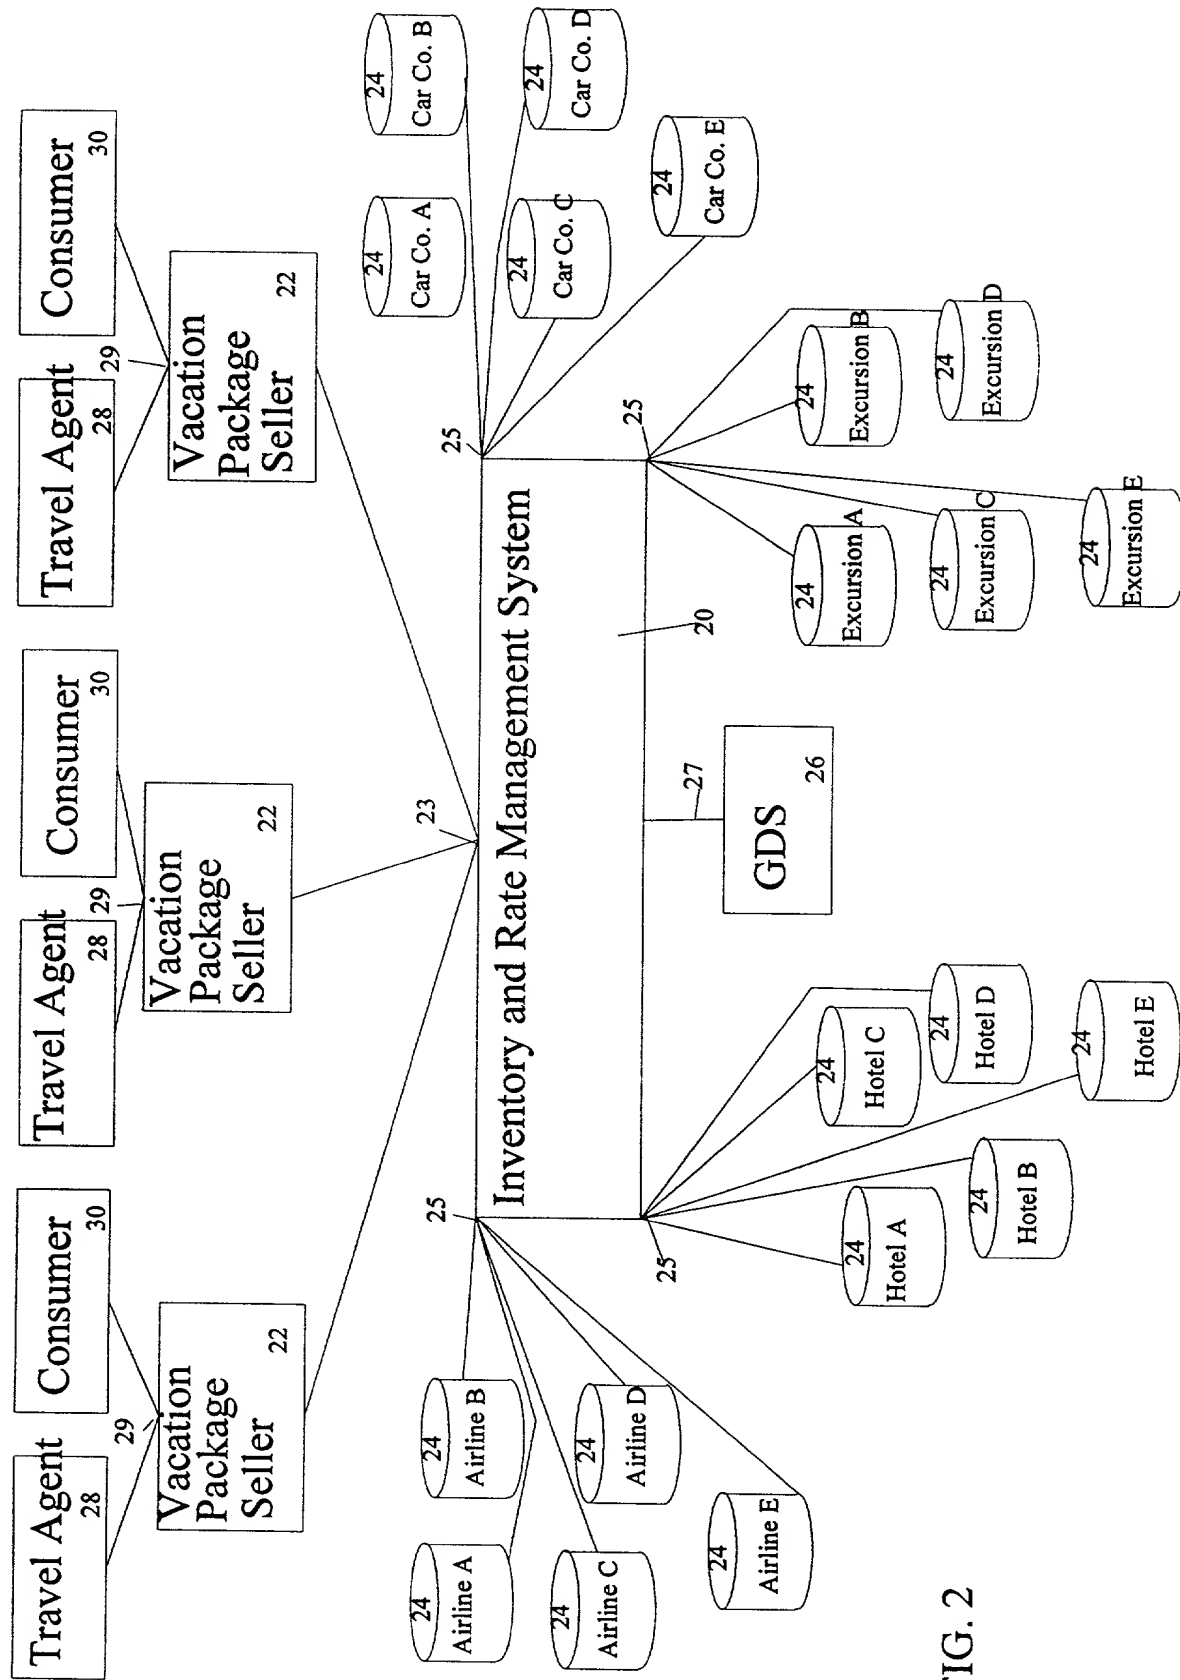 Travel Agent
28
Consumer
30
29
Vacation
Package
Seller
22
Travel Agent
28
Consumer
30
29
Vacation
Package
Seller
22
Travel Agent
28
Consumer
30
29
Vacation
Package
Seller
22
23
25
25
Inventory and Rate Management System
20
25
25
24
Airline A
24
Airline B
24
Airline C
24
Airline D
24
Airline E
24
Car Co. A
24
Car Co. B
24
Car Co. C
24
Car Co. D
24
Car Co. E
27
GDS
26
24
Hotel A
24
Hotel B
24
Hotel C
24
Hotel D
24
Hotel E
24
Excursion A
24
Excursion B
24
Excursion C
24
Excursion D
24
Excursion E
FIG. 2